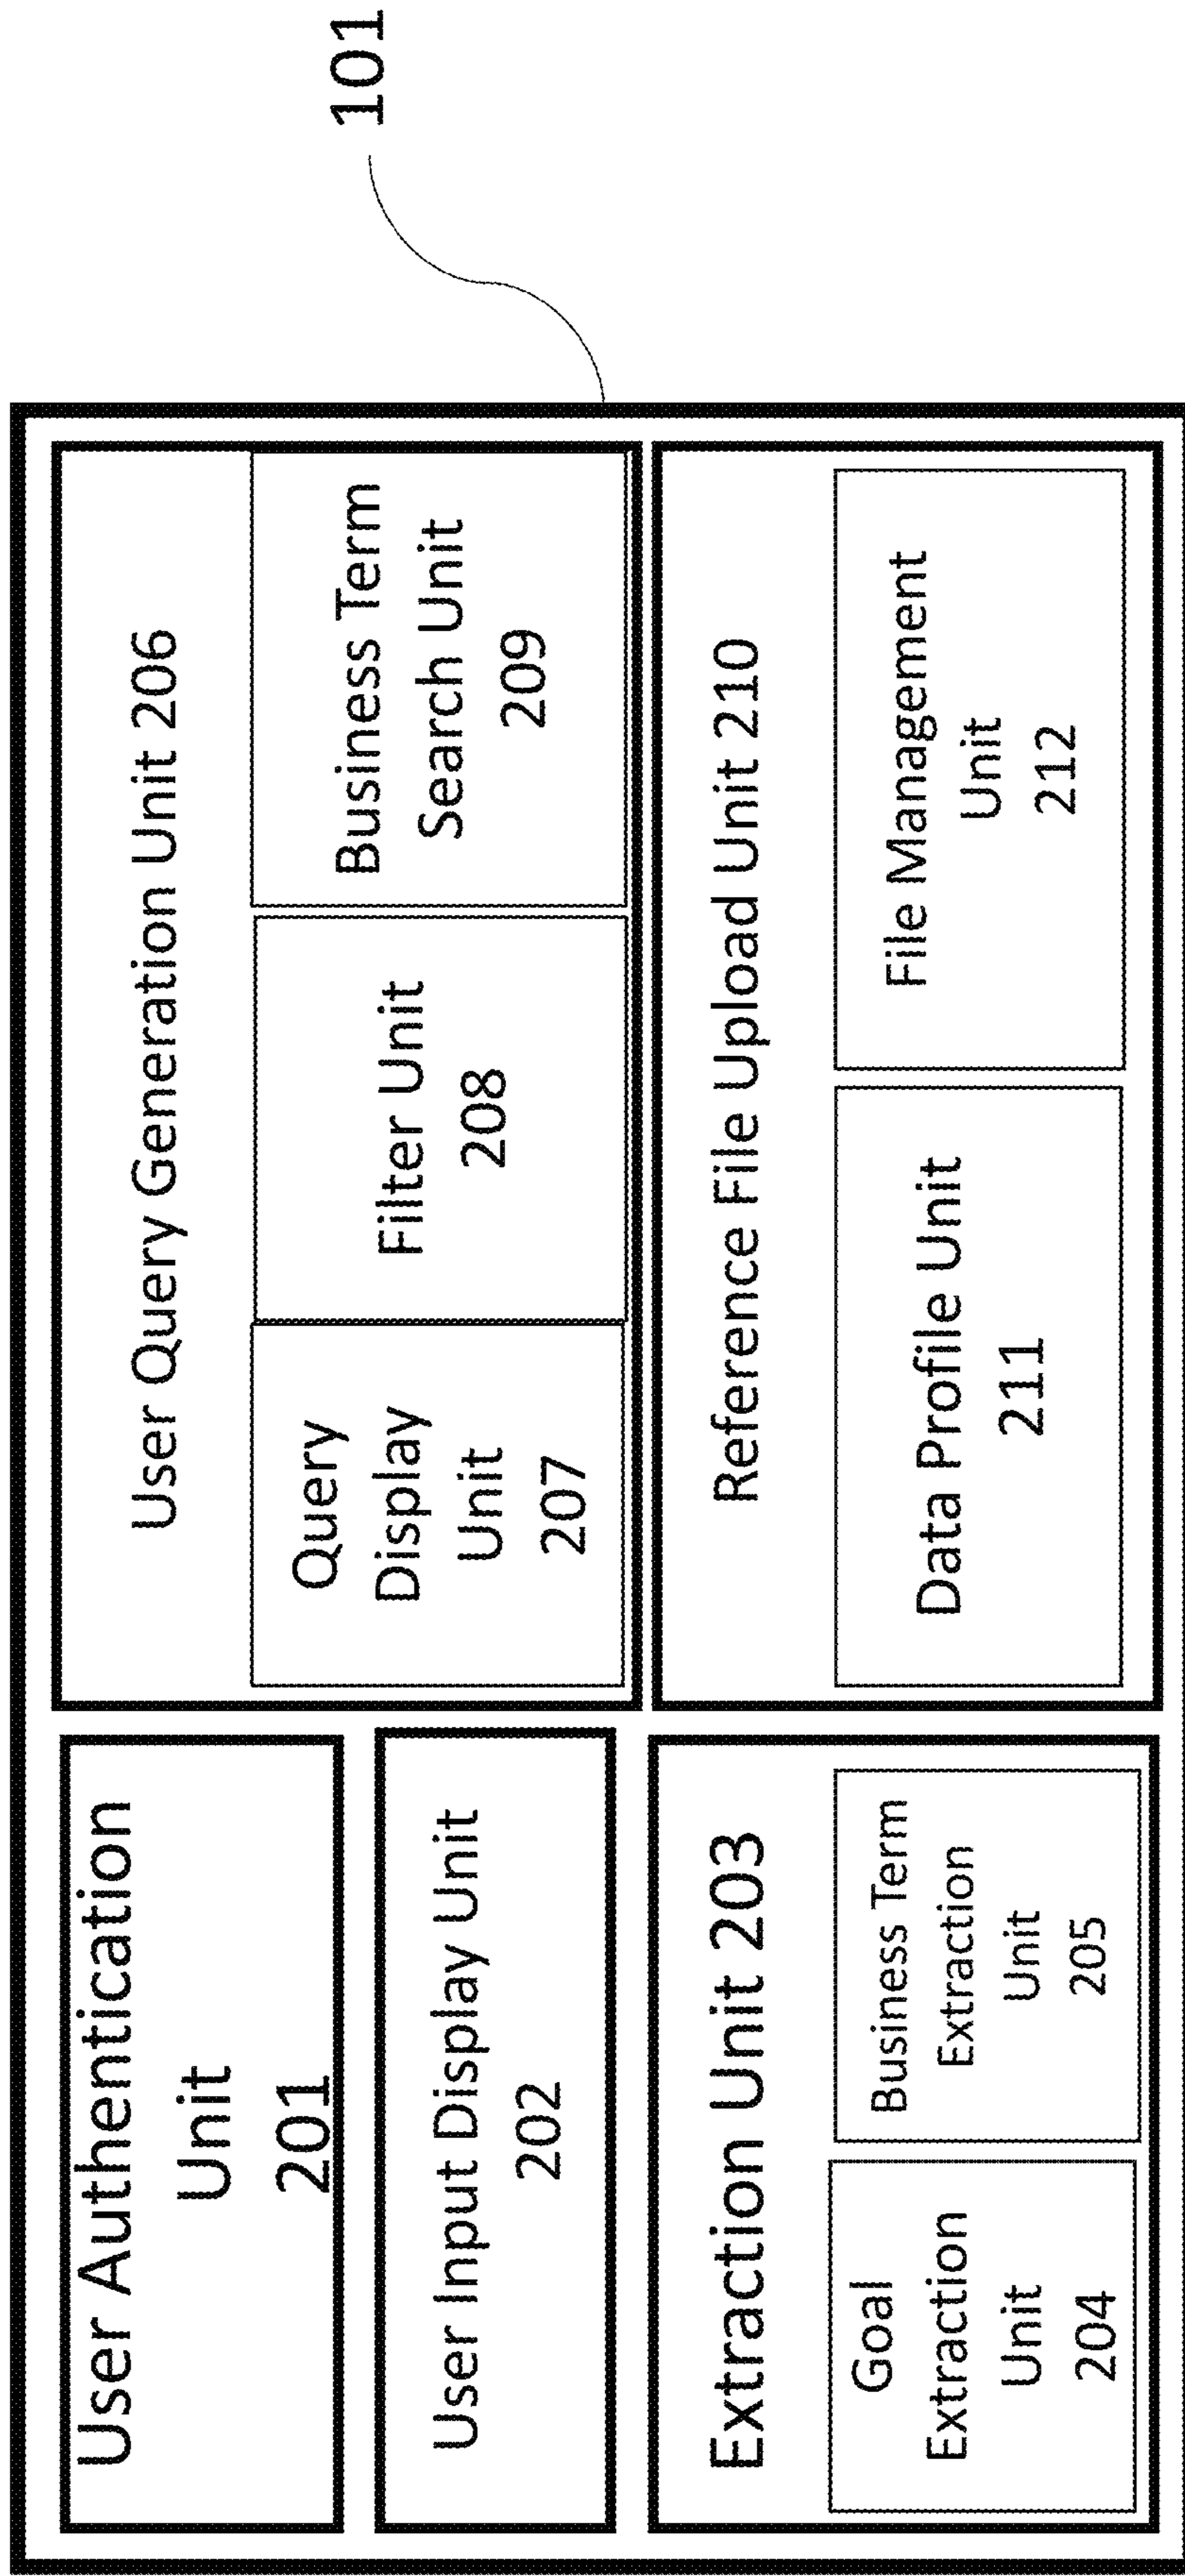 User Authentication
Unit
201
User Input Display Unit
202
Extraction Unit 203
Goal
Extraction
Unit
204
Business Term
Extraction
Unit
205
User Query Generation Unit 206
Query
Display
Unit
207
Filter Unit
208
Business Term
Search Unit
209
Reference File Upload Unit 210
Data Profile Unit
211
File Management
Unit
212
101